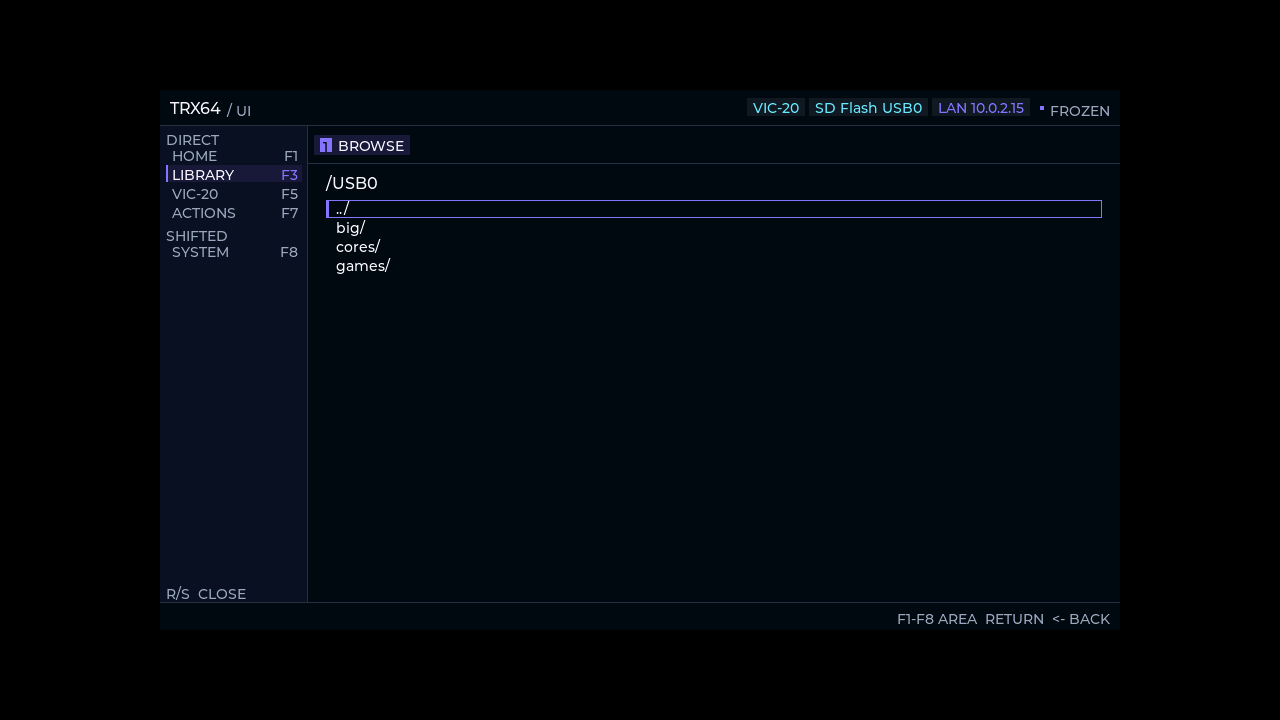 TRX64 / UI VIC-20 SD Flash USB0 LAN 10.0.2.15 FROZEN
DIRECT
HOME F1
LIBRARY F3
VIC-20 F5
ACTIONS F7
SHIFTED
SYSTEM F8
R/S CLOSE
1 BROWSE
/USB0
../
big/
cores/
games/
F1-F8 AREA RETURN <- BACK